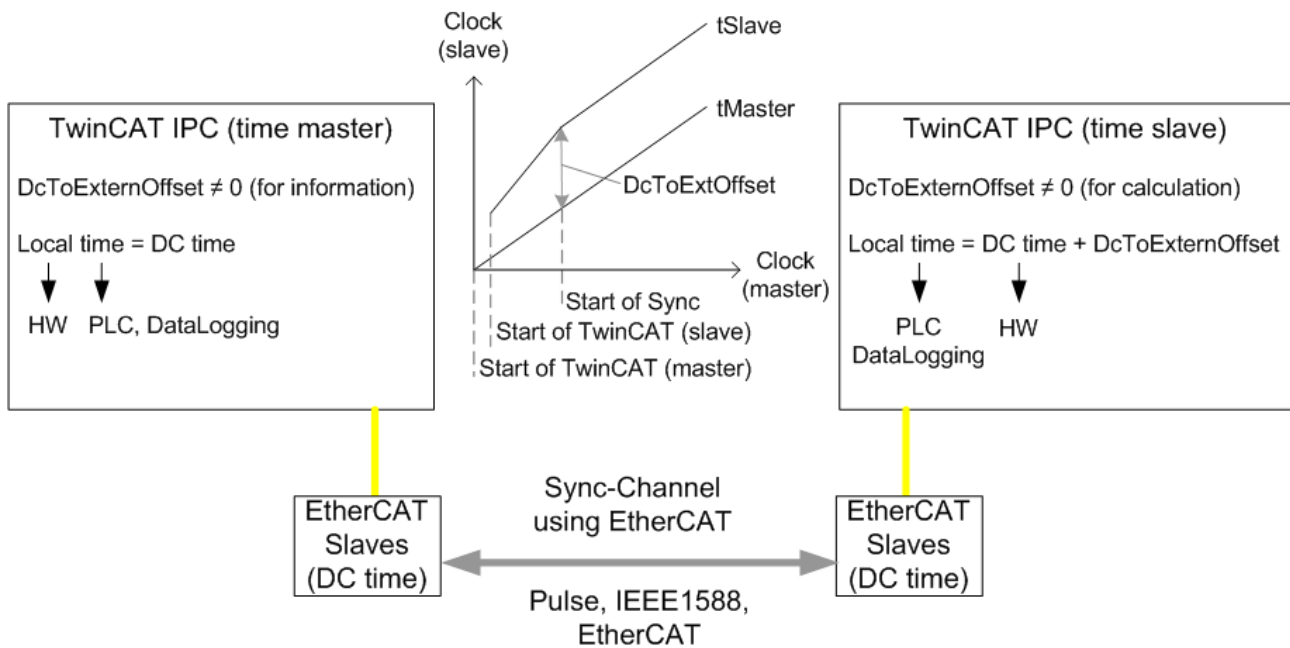 TwinCAT IPC (time master)
DcToExternOffset ≠ 0 (for information)
Local time = DC time
HW
PLC, DataLogging
Clock
(slave)
tSlave
tMaster
DcToExtOffset
Clock
(master)
Start of Sync
Start of TwinCAT (slave)
Start of TwinCAT (master)
TwinCAT IPC (time slave)
DcToExternOffset ≠ 0 (for calculation)
Local time = DC time + DcToExternOffset
PLC
DataLogging
HW
EtherCAT
Slaves
(DC time)
Sync-Channel
using EtherCAT
Pulse, IEEE1588,
EtherCAT
EtherCAT
Slaves
(DC time)